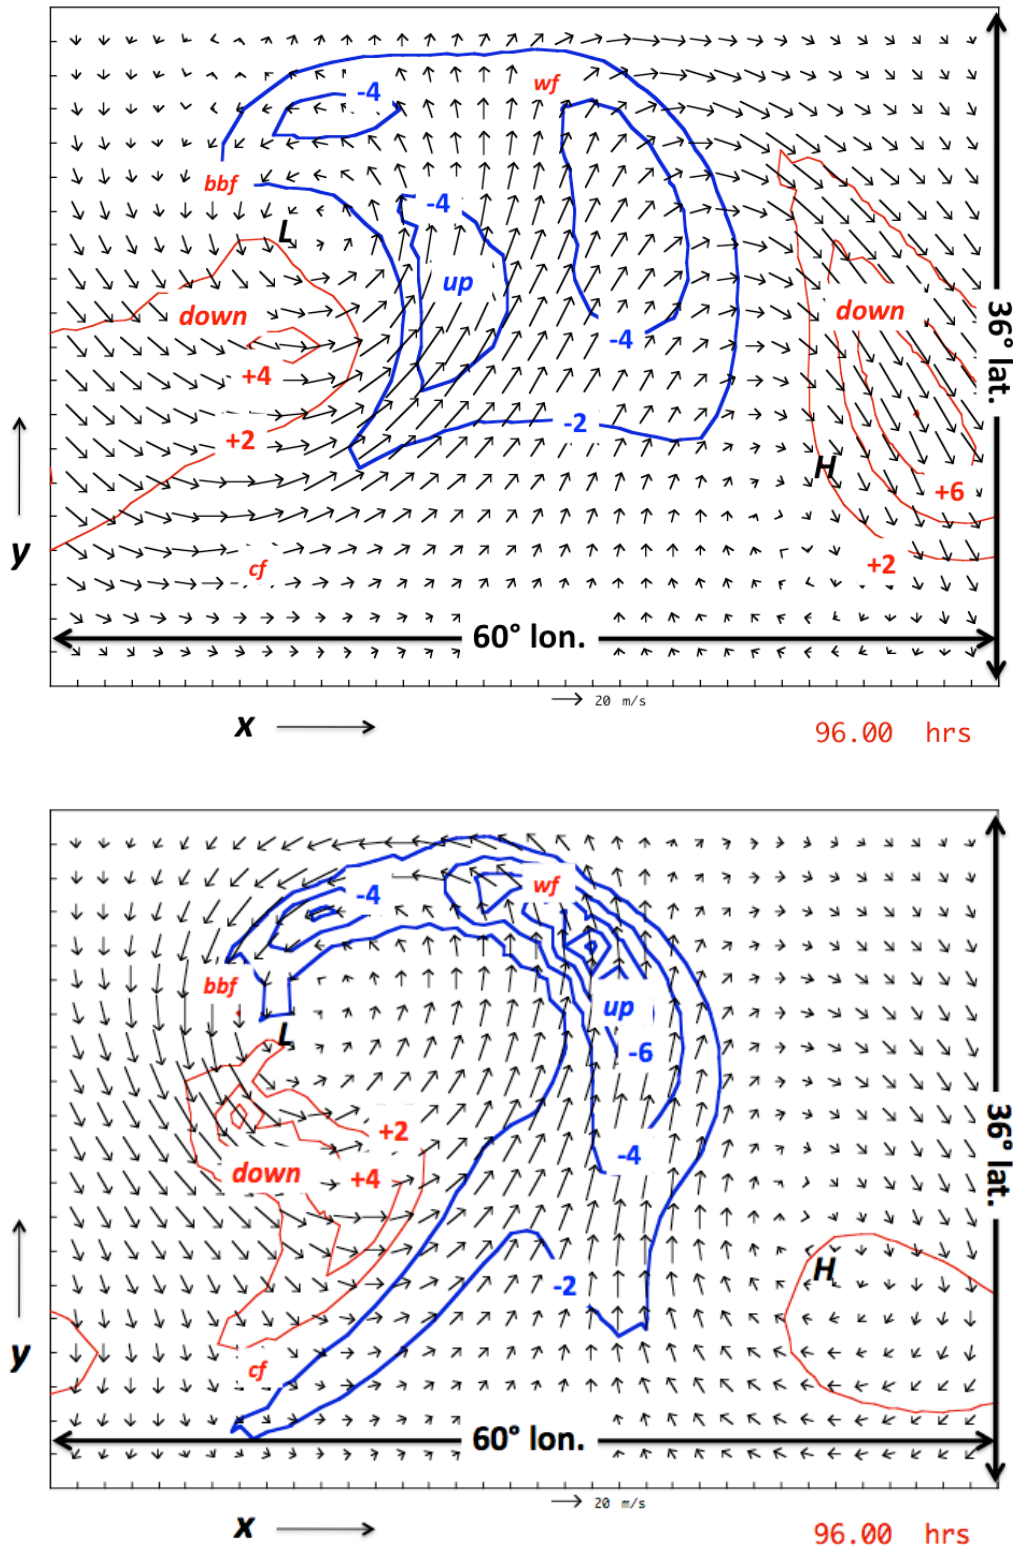 -4
wf
bbf
-4
L
up
down
down
-4
36° lat.
+4
+2
-2
H
+6
y
cf
+2
60° lon.
20 m/s
x
96.00 hrs
wf
-4
bbf
up
L
-6
+2
-4
36° lat.
down
+4
H
-2
y
cf
60° lon.
20 m/s
x
96.00 hrs